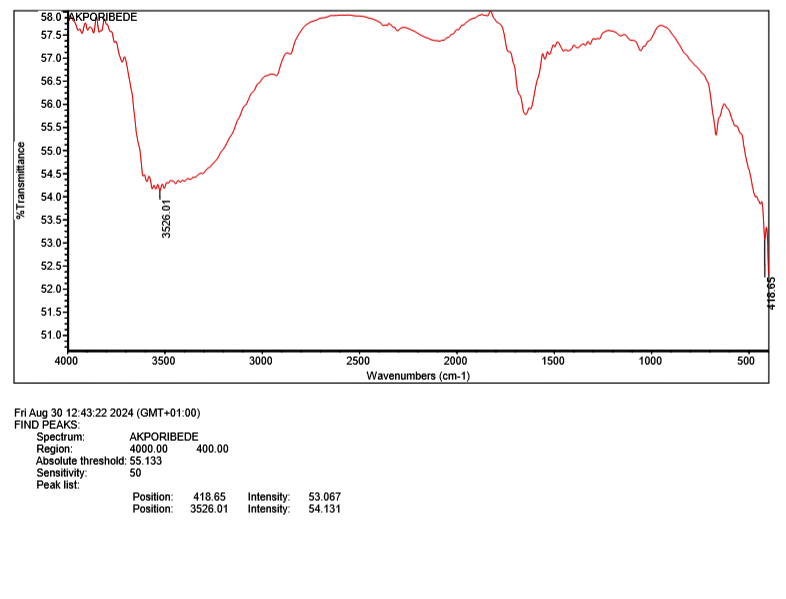 AKPORIBEDE
58.0
57.5
57.0
56.5
56.0
55.5
55.0
54.5
54.0
53.5
53.0
52.5
52.0
51.5
51.0
%Transmittance
3526.01
418.65
4000 3500 3000 2500 2000 1500 1000 500
Wavenumbers (cm-1)
Fri Aug 30 12:43:22 2024 (GMT+01:00)
FIND PEAKS:
Spectrum: AKPORIBEDE
Region: 4000.00 400.00
Absolute threshold: 55.133
Sensitivity: 50
Peak list:
Position: 418.65 Intensity: 53.067
Position: 3526.01 Intensity: 54.131